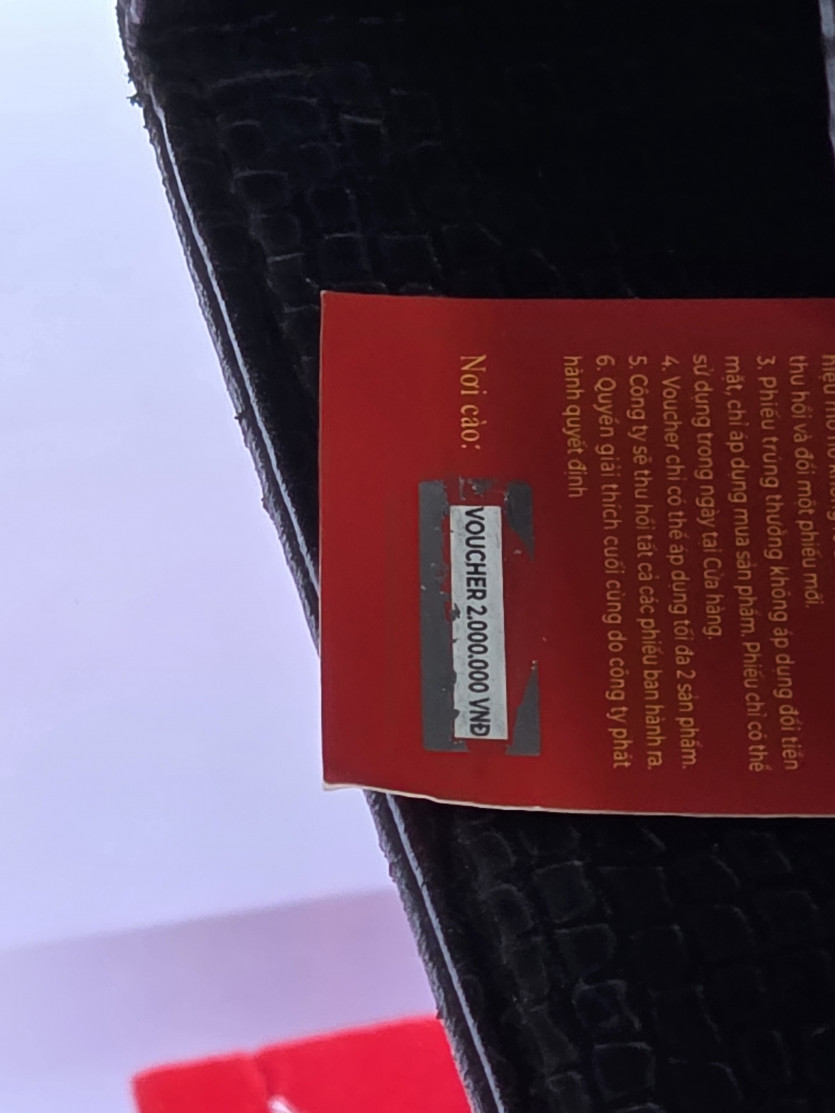 thu hồi và đổi một phiếu mới.
3. Phiếu trúng thưởng không áp dụng đổi tiền
mặt, chỉ áp dụng mua sản phẩm. Phiếu chỉ có thể
sử dụng trong ngày tại Cửa hàng.
4. Voucher chỉ có thể áp dụng tối đa 2 sản phẩm.
5. Công ty sẽ thu hồi tất cả các phiếu ban hành ra.
6. Quyền giải thích cuối cùng do công ty phát
hành quyết định
Nơi cào:
VOUCHER 2.000.000 VNĐ